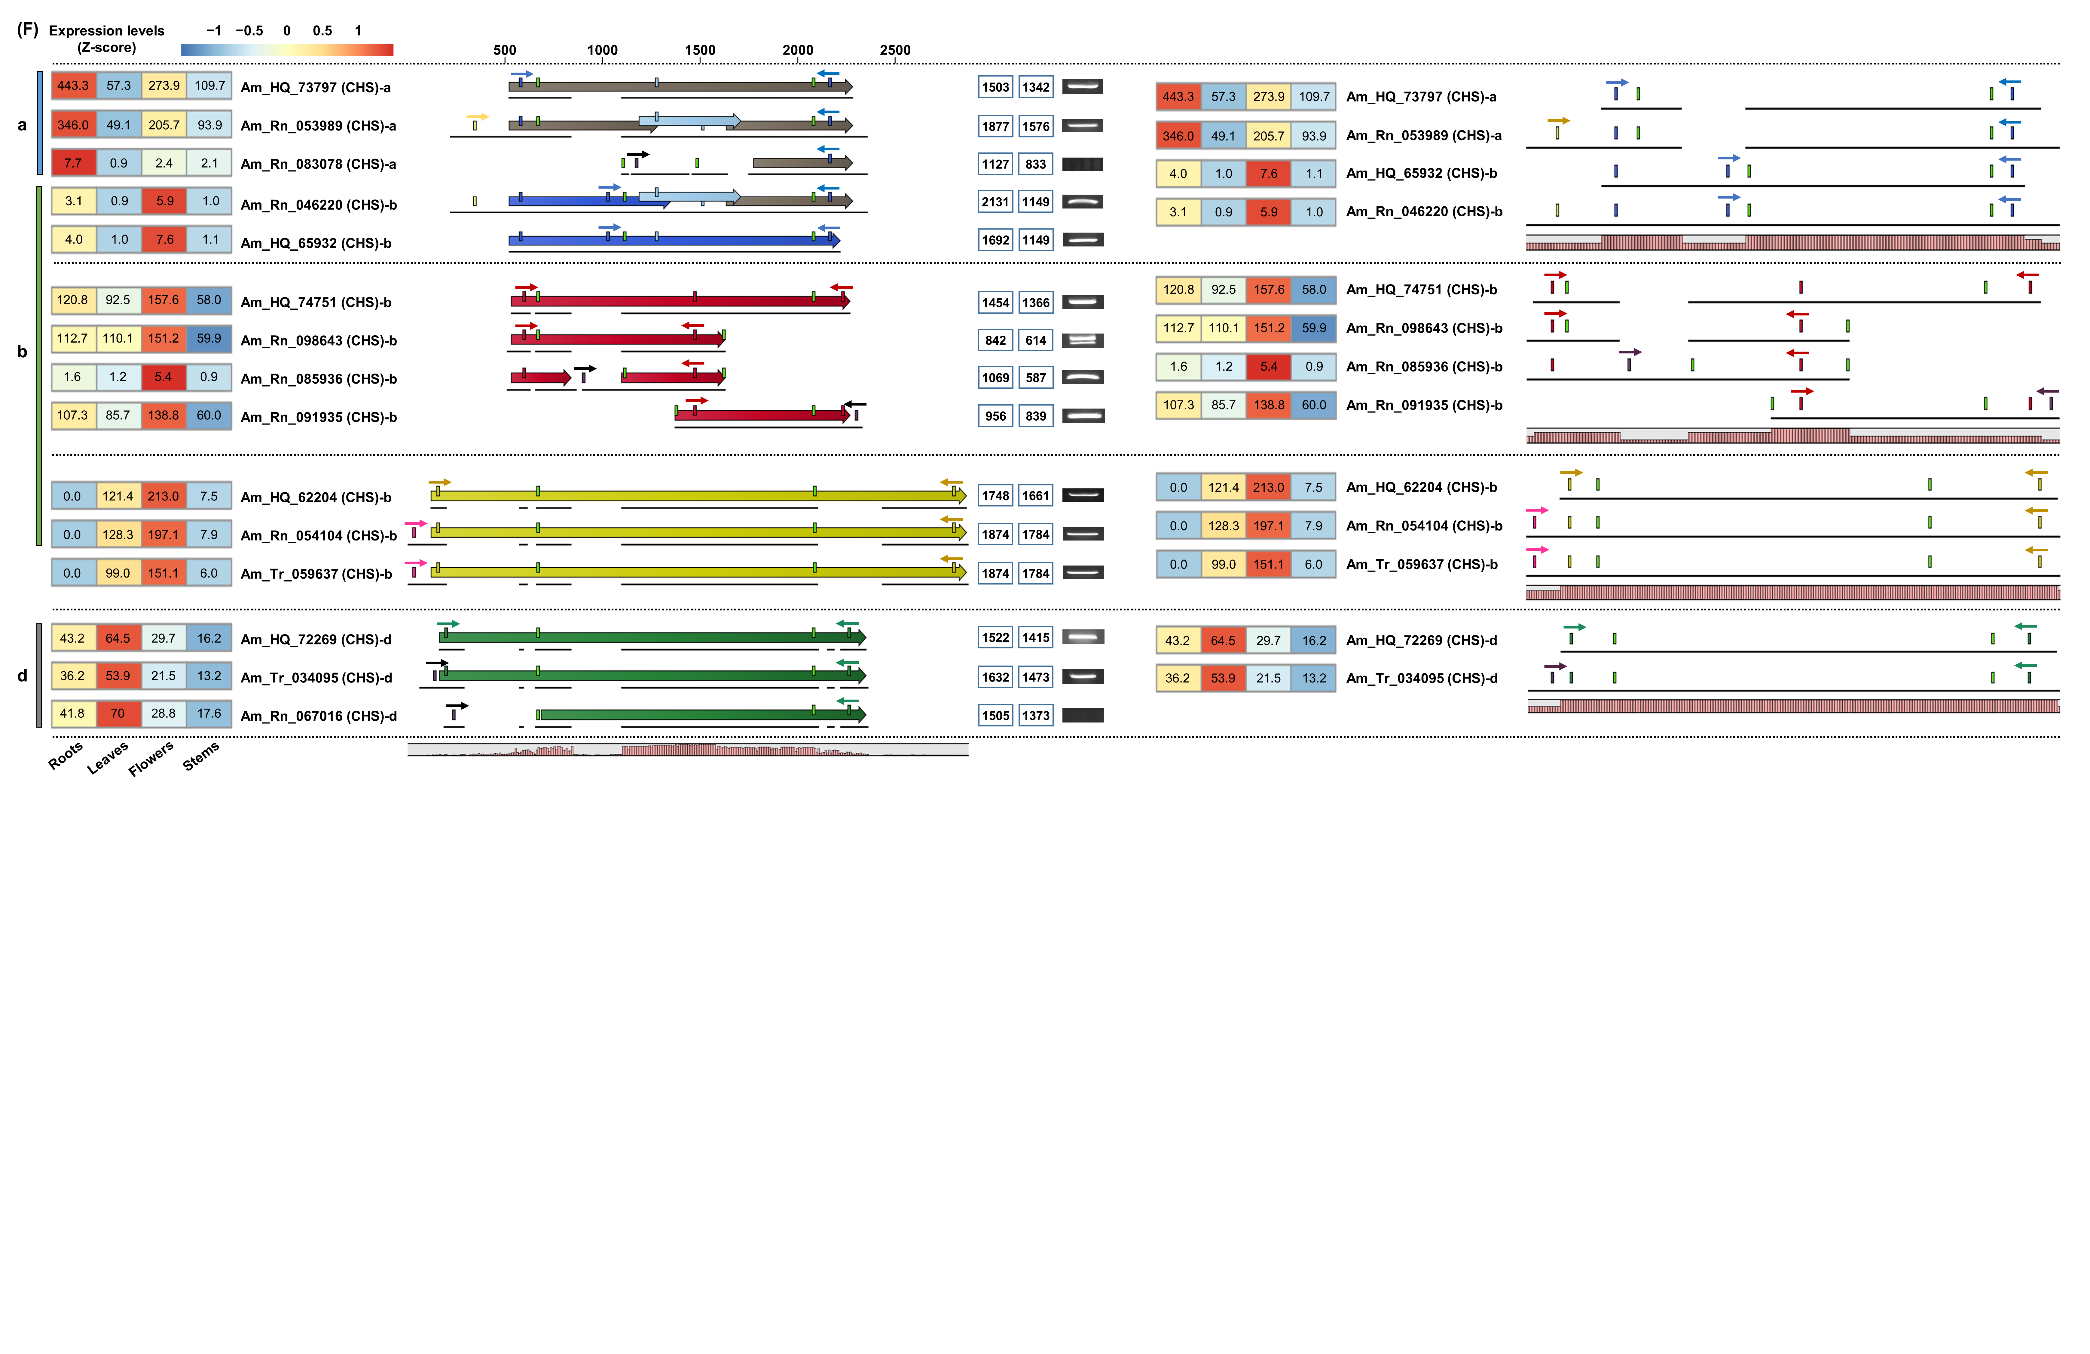 (F) Expression levels (Z-score) −1 −0.5 0 0.5 1
500 1000 1500 2000 2500
a
443.3 57.3 273.9 109.7 Am_HQ_73797 (CHS)-a 1503 1342
346.0 49.1 205.7 93.9 Am_Rn_053989 (CHS)-a 1877 1576
7.7 0.9 2.4 2.1 Am_Rn_083078 (CHS)-a 1127 833
b
3.1 0.9 5.9 1.0 Am_Rn_046220 (CHS)-b 2131 1149
4.0 1.0 7.6 1.1 Am_HQ_65932 (CHS)-b 1692 1149
120.8 92.5 157.6 58.0 Am_HQ_74751 (CHS)-b 1454 1366
112.7 110.1 151.2 59.9 Am_Rn_098643 (CHS)-b 842 614
1.6 1.2 5.4 0.9 Am_Rn_085936 (CHS)-b 1069 587
107.3 85.7 138.8 60.0 Am_Rn_091935 (CHS)-b 956 839
0.0 121.4 213.0 7.5 Am_HQ_62204 (CHS)-b 1748 1661
0.0 128.3 197.1 7.9 Am_Rn_054104 (CHS)-b 1874 1784
0.0 99.0 151.1 6.0 Am_Tr_059637 (CHS)-b 1874 1784
d
43.2 64.5 29.7 16.2 Am_HQ_72269 (CHS)-d 1522 1415
36.2 53.9 21.5 13.2 Am_Tr_034095 (CHS)-d 1632 1473
41.8 70 28.8 17.6 Am_Rn_067016 (CHS)-d 1505 1373
Roots Leaves Flowers Stems
443.3 57.3 273.9 109.7 Am_HQ_73797 (CHS)-a
346.0 49.1 205.7 93.9 Am_Rn_053989 (CHS)-a
4.0 1.0 7.6 1.1 Am_HQ_65932 (CHS)-b
3.1 0.9 5.9 1.0 Am_Rn_046220 (CHS)-b
120.8 92.5 157.6 58.0 Am_HQ_74751 (CHS)-b
112.7 110.1 151.2 59.9 Am_Rn_098643 (CHS)-b
1.6 1.2 5.4 0.9 Am_Rn_085936 (CHS)-b
107.3 85.7 138.8 60.0 Am_Rn_091935 (CHS)-b
0.0 121.4 213.0 7.5 Am_HQ_62204 (CHS)-b
0.0 128.3 197.1 7.9 Am_Rn_054104 (CHS)-b
0.0 99.0 151.1 6.0 Am_Tr_059637 (CHS)-b
43.2 64.5 29.7 16.2 Am_HQ_72269 (CHS)-d
36.2 53.9 21.5 13.2 Am_Tr_034095 (CHS)-d